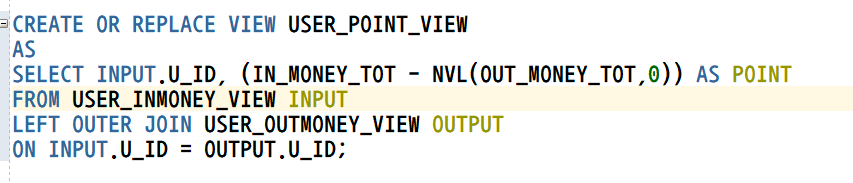 CREATE OR REPLACE VIEW USER_POINT_VIEW
AS
SELECT INPUT.U_ID, (IN_MONEY_TOT - NVL(OUT_MONEY_TOT,0)) AS POINT
FROM USER_INMONEY_VIEW INPUT
LEFT OUTER JOIN USER_OUTMONEY_VIEW OUTPUT
ON INPUT.U_ID = OUTPUT.U_ID;